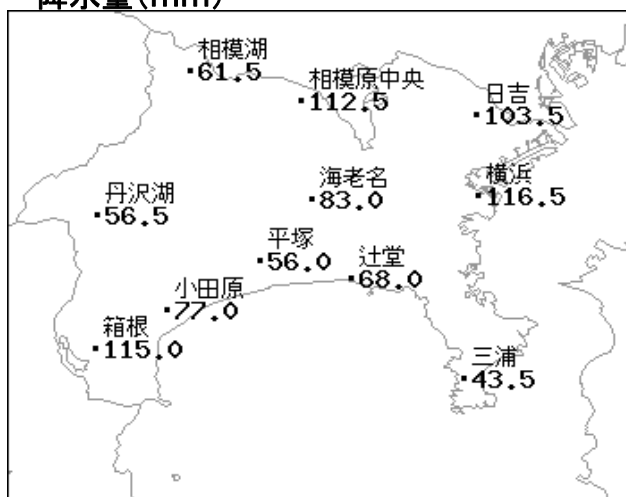 降水量(mm)
相模湖
61.5
相模原中央
112.5
日吉
103.5
丹沢湖
56.5
海老名
83.0
横浜
116.5
平塚
56.0
辻堂
68.0
小田原
77.0
箱根
115.0
三浦
43.5